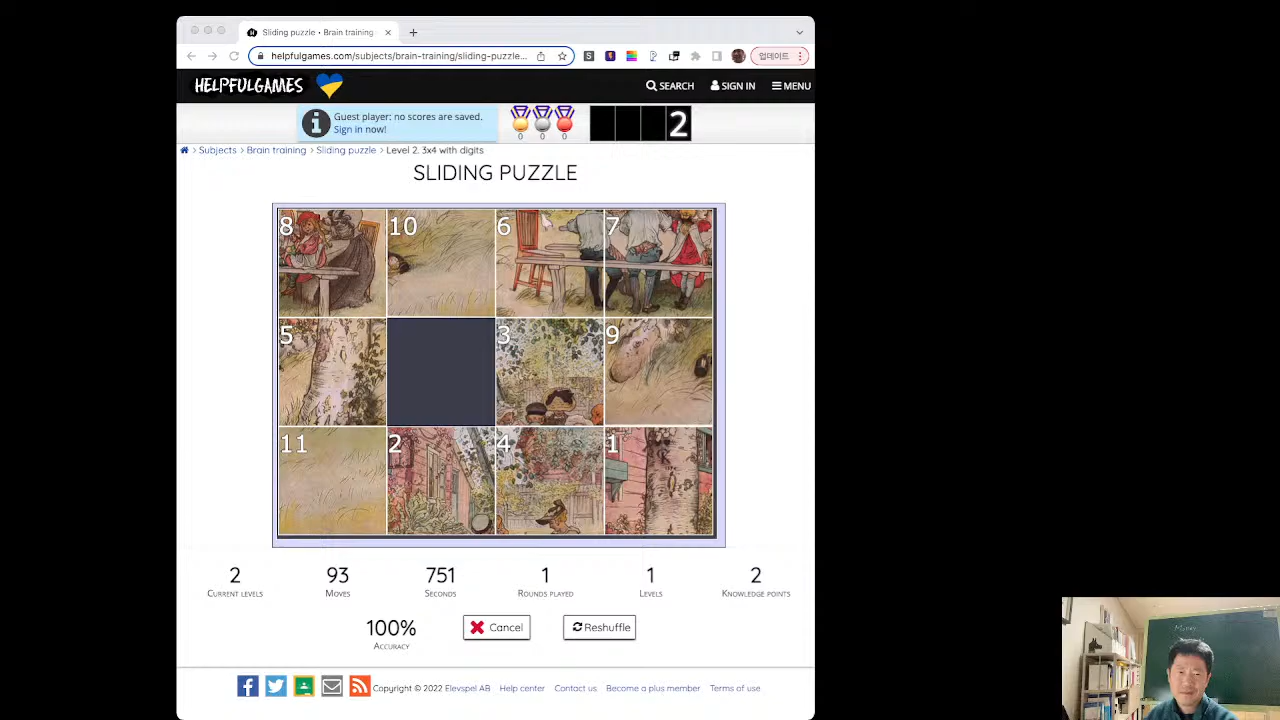 Sliding puzzle • Brain training
helpfulgames.com/subjects/brain-training/sliding-puzzle...
업데이트
HELPFULGAMES
SEARCH
SIGN IN
MENU
Guest player: no scores are saved.
Sign in now!
0 0 0
2
Subjects > Brain training > Sliding puzzle > Level 2. 3x4 with digits
SLIDING PUZZLE
8 10 6 7
5 3 9
11 2 4 1
2 93 751 1 1 2
CURRENT LEVELS MOVES SECONDS ROUNDS PLAYED LEVELS KNOWLEDGE POINTS
100%
ACCURACY
Cancel
Reshuffle
Copyright © 2022 Elevspel AB Help center Contact us Become a plus member Terms of use